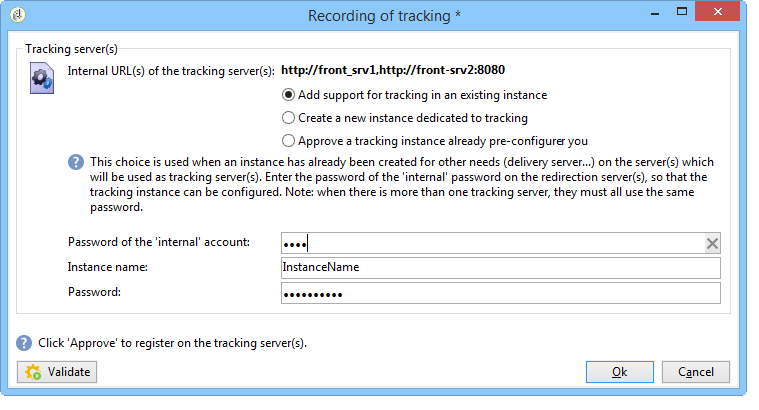 Recording of tracking *
Tracking server(s)
Internal URL(s) of the tracking server(s): http://front_srv1,http://front-srv2:8080
Add support for tracking in an existing instance
Create a new instance dedicated to tracking
Approve a tracking instance already pre-configurer you
This choice is used when an instance has already been created for other needs (delivery server...) on the server(s) which
will be used as tracking server(s). Enter the password of the 'internal' password on the redirection server(s), so that the
tracking instance can be configured. Note: when there is more than one tracking server, they must all use the same
password.
Password of the 'internal' account: ••••
Instance name: InstanceName
Password: ••••••••••
Click 'Approve' to register on the tracking server(s).
Validate Ok Cancel